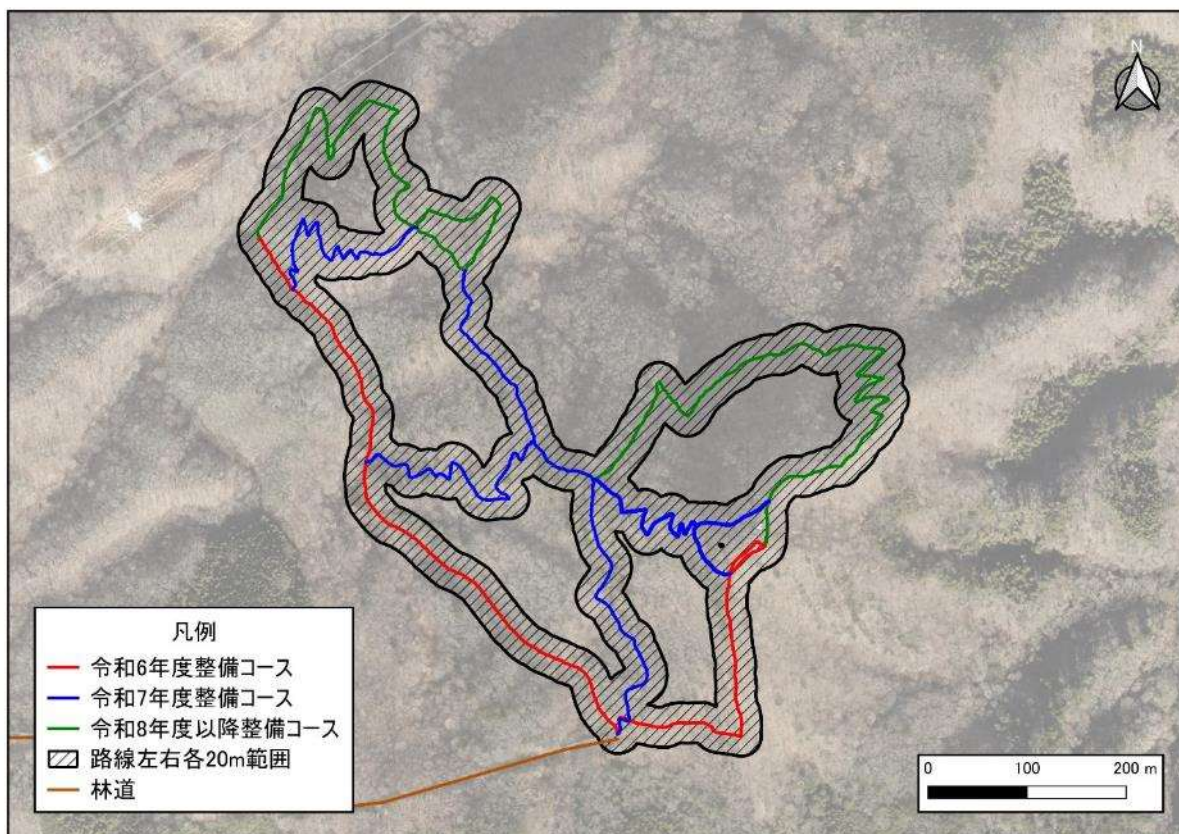 N
凡例
令和6年度整備コース
令和7年度整備コース
令和8年度以降整備コース
路線左右各20m範囲
林道
0 100 200 m